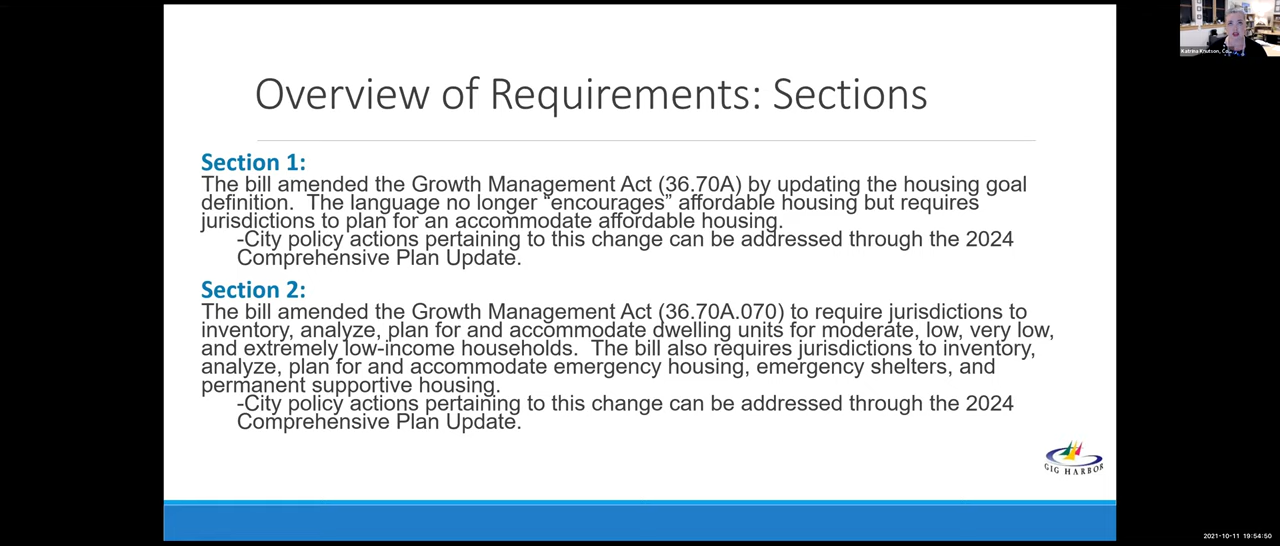 Overview of Requirements: Sections
Section 1:
The bill amended the Growth Management Act (36.70A) by updating the housing goal
definition.  The language no longer “encourages” affordable housing but requires
jurisdictions to plan for an accommodate affordable housing.
-City policy actions pertaining to this change can be addressed through the 2024
Comprehensive Plan Update.
Section 2:
The bill amended the Growth Management Act (36.70A.070) to require jurisdictions to
inventory, analyze, plan for and accommodate dwelling units for moderate, low, very low,
and extremely low-income households.  The bill also requires jurisdictions to inventory,
analyze, plan for and accommodate emergency housing, emergency shelters, and
permanent supportive housing.
-City policy actions pertaining to this change can be addressed through the 2024
Comprehensive Plan Update.
GIG HARBOR
Katrina Knutson, Co...
2021-10-11 19:54:50